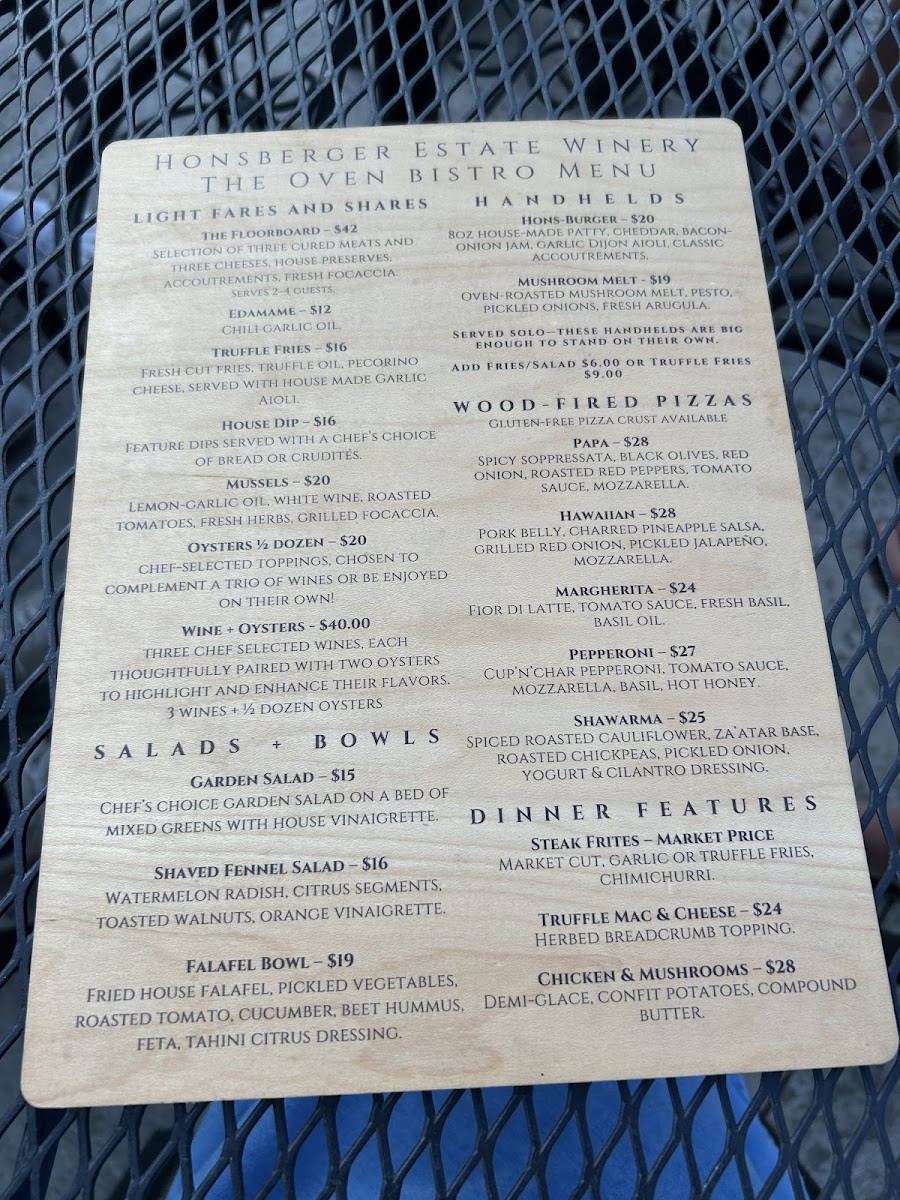 Honsberger Estate Winery
The Oven Bistro Menu
LIGHT FARES AND SHARES
The Floorboard – $42
Selection of three cured meats and
three cheeses, house preserves,
accoutrements, fresh focaccia.
Serves 2-4 guests.
Edamame – $12
Chili garlic oil.
Truffle Fries – $16
Fresh cut fries, truffle oil, pecorino
cheese, served with house made garlic
aioli.
House Dip – $16
Feature dips served with a chef's choice
of bread or crudités.
Mussels – $20
Lemon-garlic oil, white wine, roasted
tomatoes, fresh herbs, grilled focaccia.
Oysters ½ dozen – $20
chef-selected toppings, chosen to
complement a trio of wines or be enjoyed
on their own!
Wine + Oysters - $40.00
three chef selected wines, each
thoughtfully paired with two oysters
to highlight and enhance their flavors.
3 wines + ½ dozen oysters
SALADS + BOWLS
Garden Salad – $15
Chef's choice garden salad on a bed of
mixed greens with house vinaigrette.
Shaved Fennel Salad – $16
Watermelon radish, citrus segments,
toasted walnuts, orange vinaigrette.
Falafel Bowl – $19
Fried house falafel, pickled vegetables,
roasted tomato, cucumber, beet hummus,
feta, tahini citrus dressing.
HANDHELDS
Hons-Burger – $20
8oz house-made patty, cheddar, bacon-
onion jam, garlic dijon aioli, classic
accoutrements.
Mushroom Melt - $19
Oven-roasted mushroom melt, pesto,
pickled onions, fresh arugula.
Served solo—these handhelds are big
enough to stand on their own.
Add Fries/Salad $6.00 or Truffle Fries
$9.00
WOOD-FIRED PIZZAS
Gluten-free pizza crust available
Papa – $28
Spicy soppressata, black olives, red
onion, roasted red peppers, tomato
sauce, mozzarella.
Hawaiian – $28
Pork belly, charred pineapple salsa,
grilled red onion, pickled jalapeño,
mozzarella.
Margherita – $24
Fior di latte, tomato sauce, fresh basil,
basil oil.
Pepperoni – $27
Cup'n'char pepperoni, tomato sauce,
mozzarella, basil, hot honey.
Shawarma – $25
Spiced roasted cauliflower, za'atar base,
roasted chickpeas, pickled onion,
yogurt & cilantro dressing.
DINNER FEATURES
Steak Frites – Market Price
Market cut, garlic or truffle fries,
chimichurri.
Truffle Mac & Cheese – $24
Herbed breadcrumb topping.
Chicken & Mushrooms – $28
Demi-glace, confit potatoes, compound
butter.